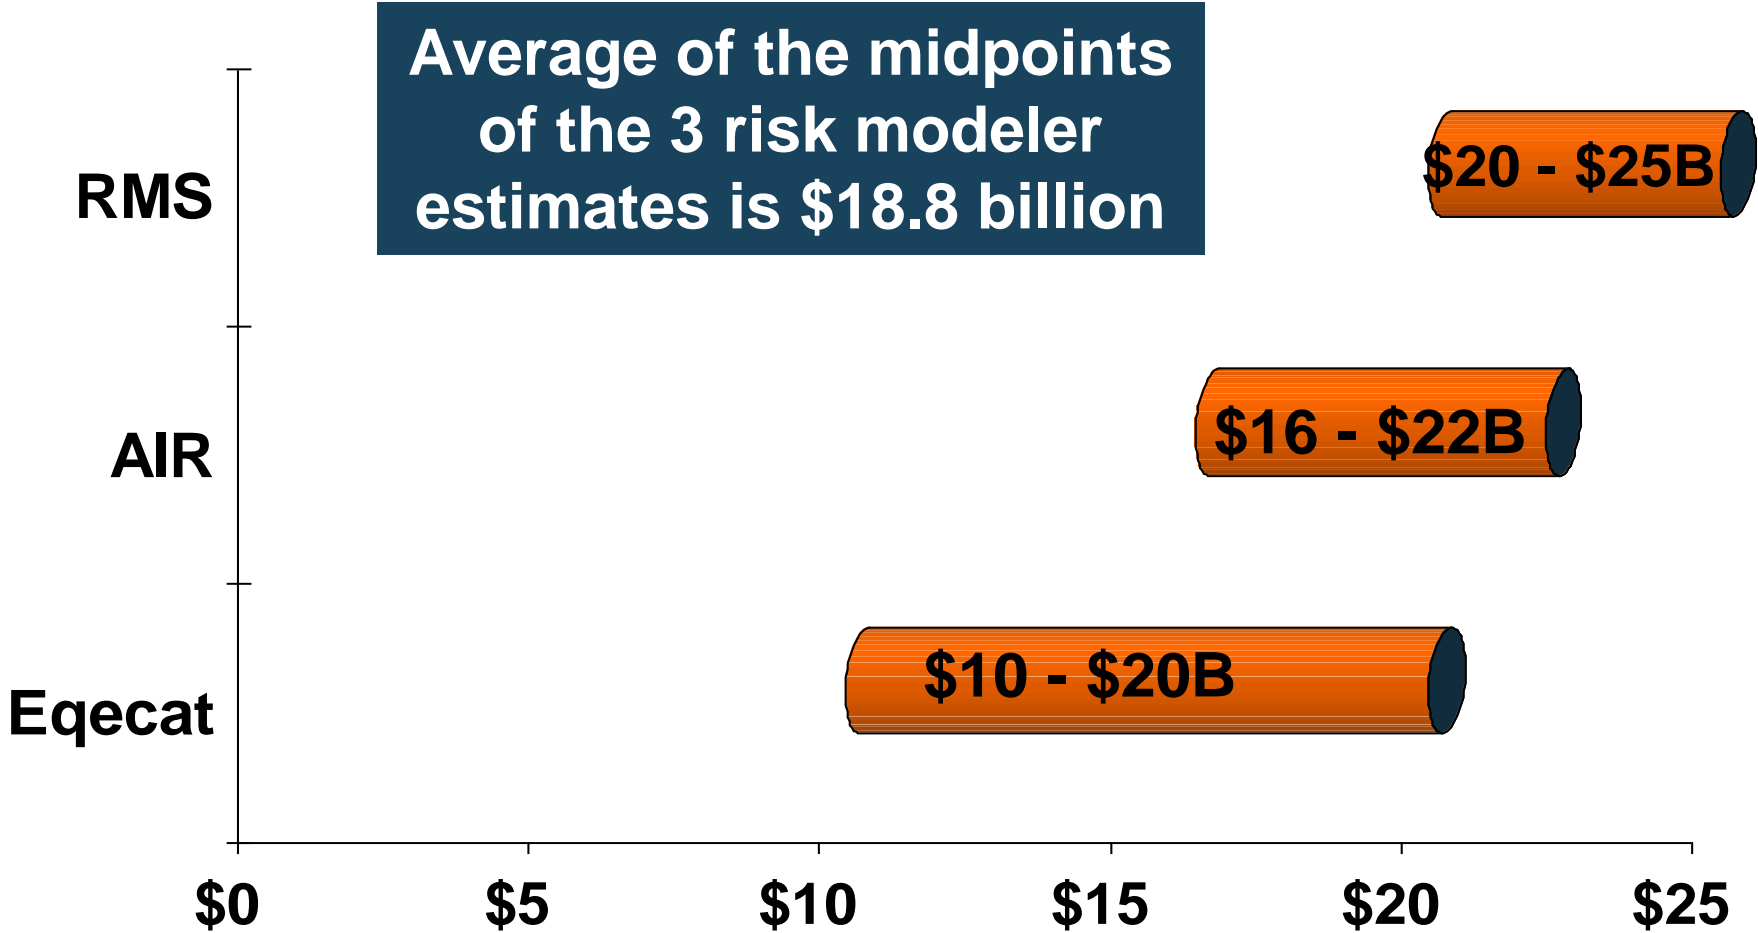 Average of the midpoints
of the 3 risk modeler
estimates is $18.8 billion
RMS
$20 - $25B
AIR
$16 - $22B
Eqecat
$10 - $20B
$0 $5 $10 $15 $20 $25